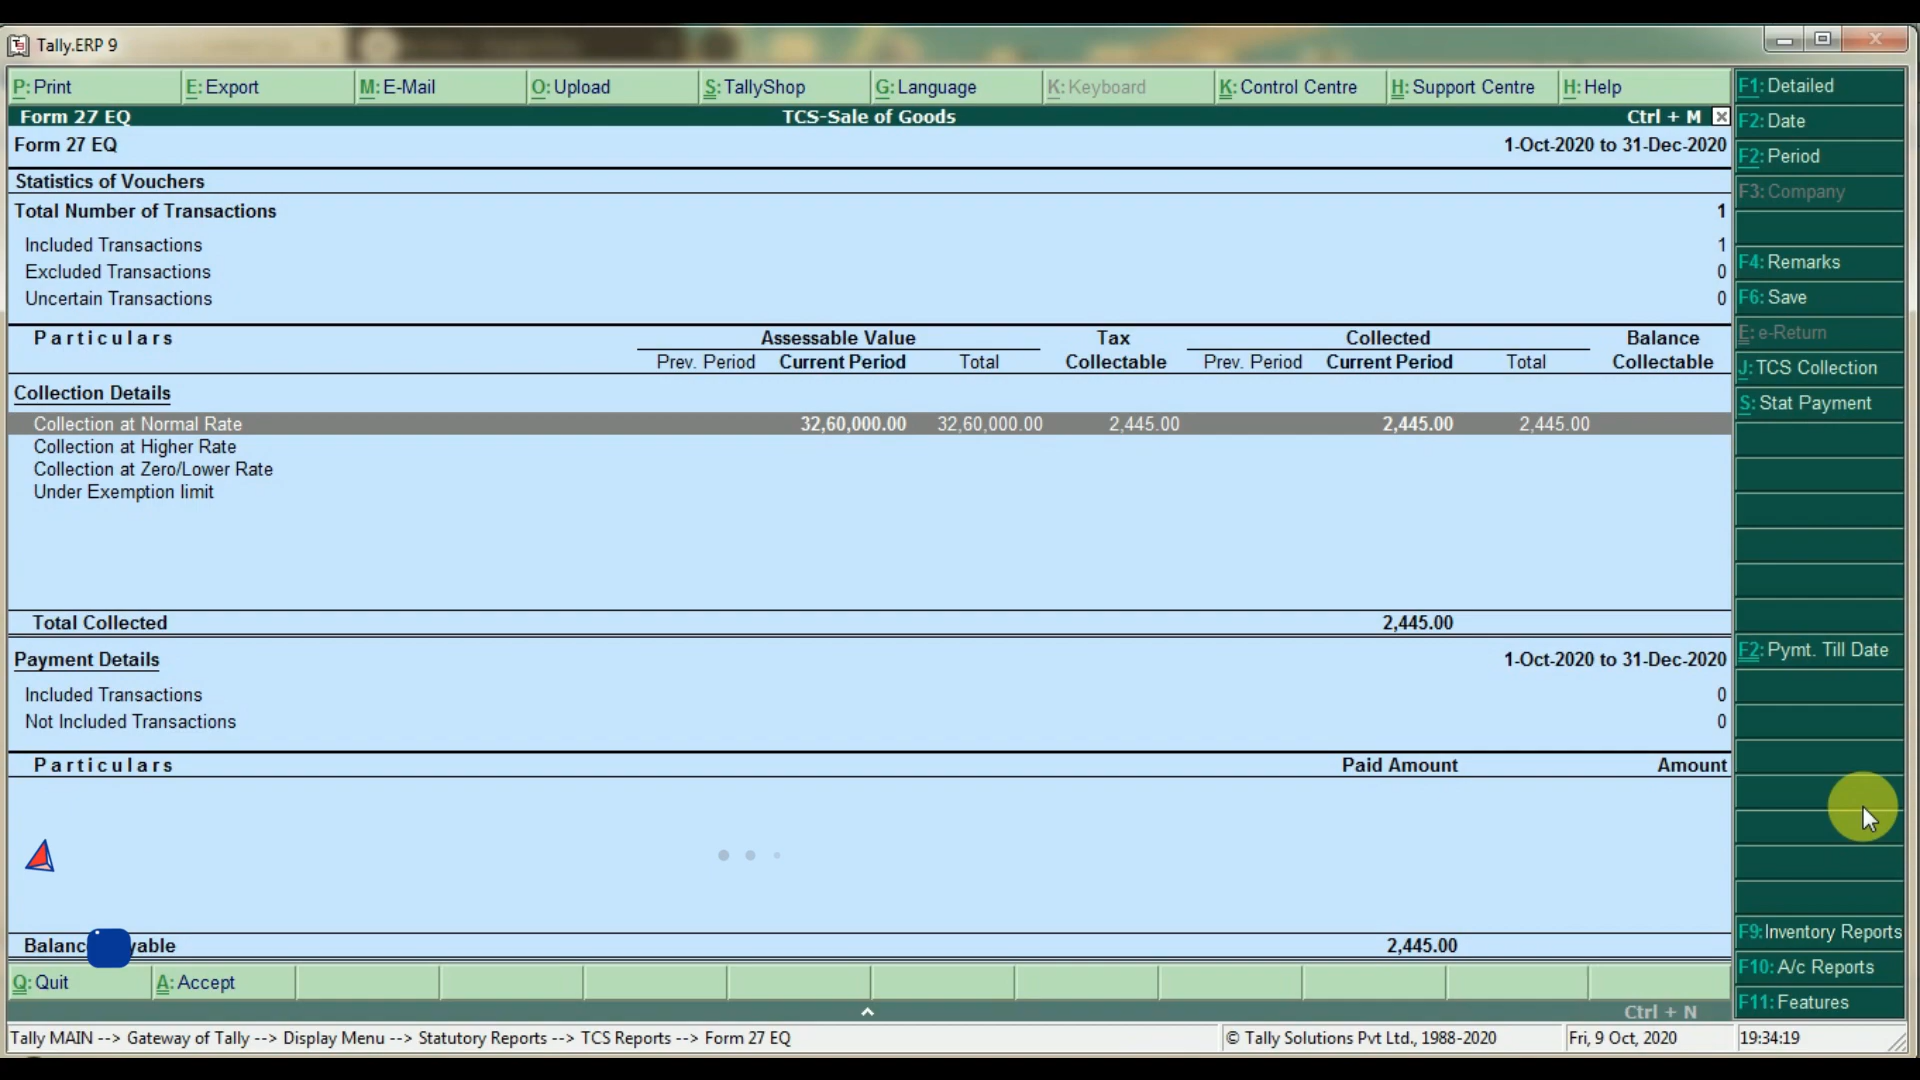 Tally.ERP 9
P: Print E: Export M: E-Mail O: Upload S: TallyShop G: Language K: Keyboard K: Control Centre H: Support Centre H: Help
Form 27 EQ TCS-Sale of Goods Ctrl + M
Form 27 EQ 1-Oct-2020 to 31-Dec-2020
Statistics of Vouchers
Total Number of Transactions 1
Included Transactions 1
Excluded Transactions 0
Uncertain Transactions 0
Particulars Assessable Value Tax Collected Balance
Prev. Period Current Period Total Collectable Prev. Period Current Period Total Collectable
Collection Details
Collection at Normal Rate 32,60,000.00 32,60,000.00 2,445.00 2,445.00 2,445.00
Collection at Higher Rate
Collection at Zero/Lower Rate
Under Exemption limit
Total Collected 2,445.00
Payment Details 1-Oct-2020 to 31-Dec-2020
Included Transactions 0
Not Included Transactions 0
Particulars Paid Amount Amount
Balanc yable 2,445.00
Q: Quit A: Accept
Ctrl + N
F1: Detailed
F2: Date
F2: Period
F3: Company
F4: Remarks
F6: Save
E: e-Return
J: TCS Collection
S: Stat Payment
F2: Pymt. Till Date
F9: Inventory Reports
F10: A/c Reports
F11: Features
Tally MAIN --> Gateway of Tally --> Display Menu --> Statutory Reports --> TCS Reports --> Form 27 EQ © Tally Solutions Pvt Ltd., 1988-2020 Fri, 9 Oct, 2020 19:34:19